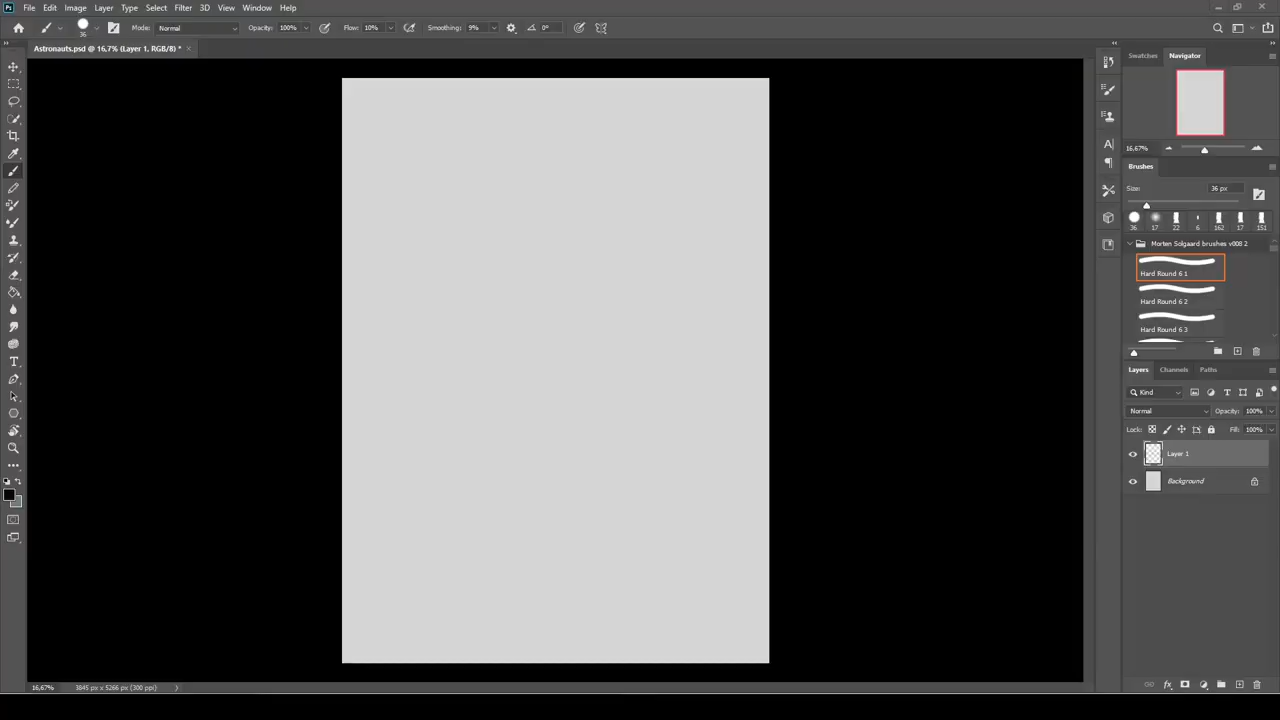 Ps File Edit Image Layer Type Select Filter 3D View Window Help
36 Mode: Normal Opacity: 100% Flow: 10% Smoothing: 9% 0°
Astronauts.psd @ 16,7% (Layer 1, RGB/8) *
Swatches Navigator
16,67%
Brushes
Size: 36 px
36 17 22 6 162 17 151
Morten Solgaard brushes v008 2
Hard Round 6 1
Hard Round 6 2
Hard Round 6 3
Layers Channels Paths
Kind
Normal Opacity: 100%
Lock: Fill: 100%
Layer 1
Background
16,67% 3845 px x 5266 px (300 ppi)